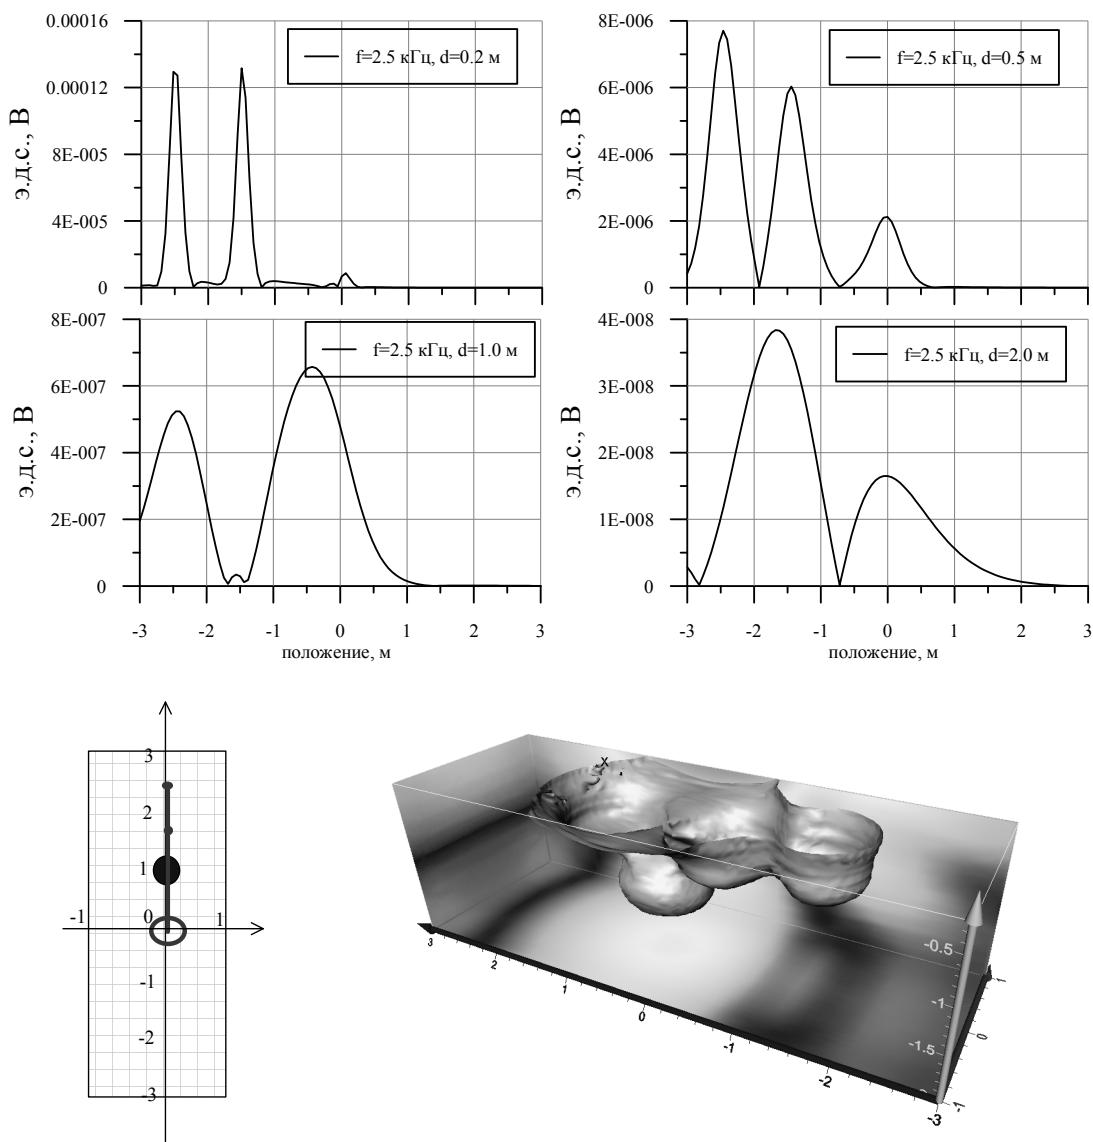 0.00016
0.00012
8E-005
4E-005
0
э.д.с., В
f=2.5 кГц, d=0.2 м
8E-006
6E-006
4E-006
2E-006
0
э.д.с., В
f=2.5 кГц, d=0.5 м
8E-007
6E-007
4E-007
2E-007
0
э.д.с., В
f=2.5 кГц, d=1.0 м
-3 -2 -1 0 1 2 3
положение, м
4E-008
3E-008
2E-008
1E-008
0
э.д.с., В
f=2.5 кГц, d=2.0 м
-3 -2 -1 0 1 2 3
положение, м
3
2
1
0
-1 1
-1
-2
-3
x
3 2 1 0 -1 -2 -3
-0.5
-1
-1.5
1
0
-1